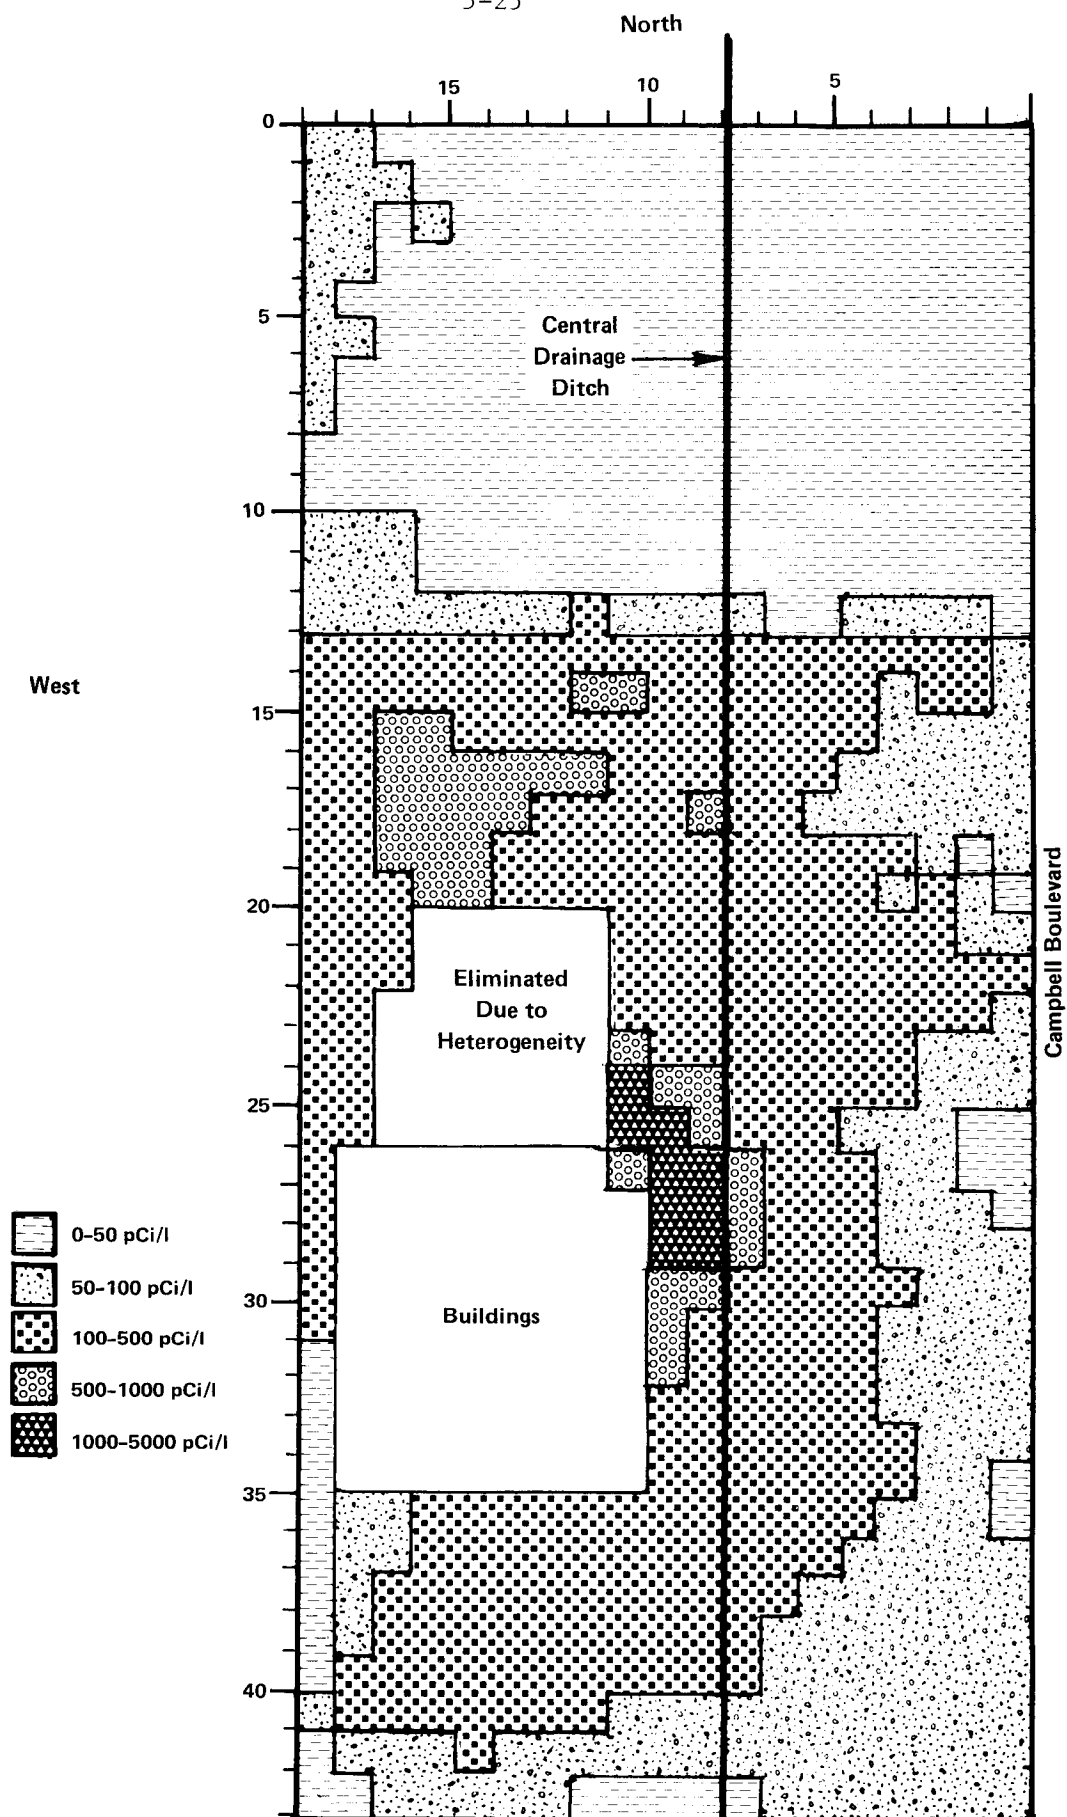 5-25
North
15
10
5
0
Central
Drainage
Ditch
5
10
West
15
Campbell Boulevard
20
Eliminated
Due to
Heterogeneity
25
0-50 pCi/l
50-100 pCi/l
100-500 pCi/l
500-1000 pCi/l
1000-5000 pCi/l
30
Buildings
35
40